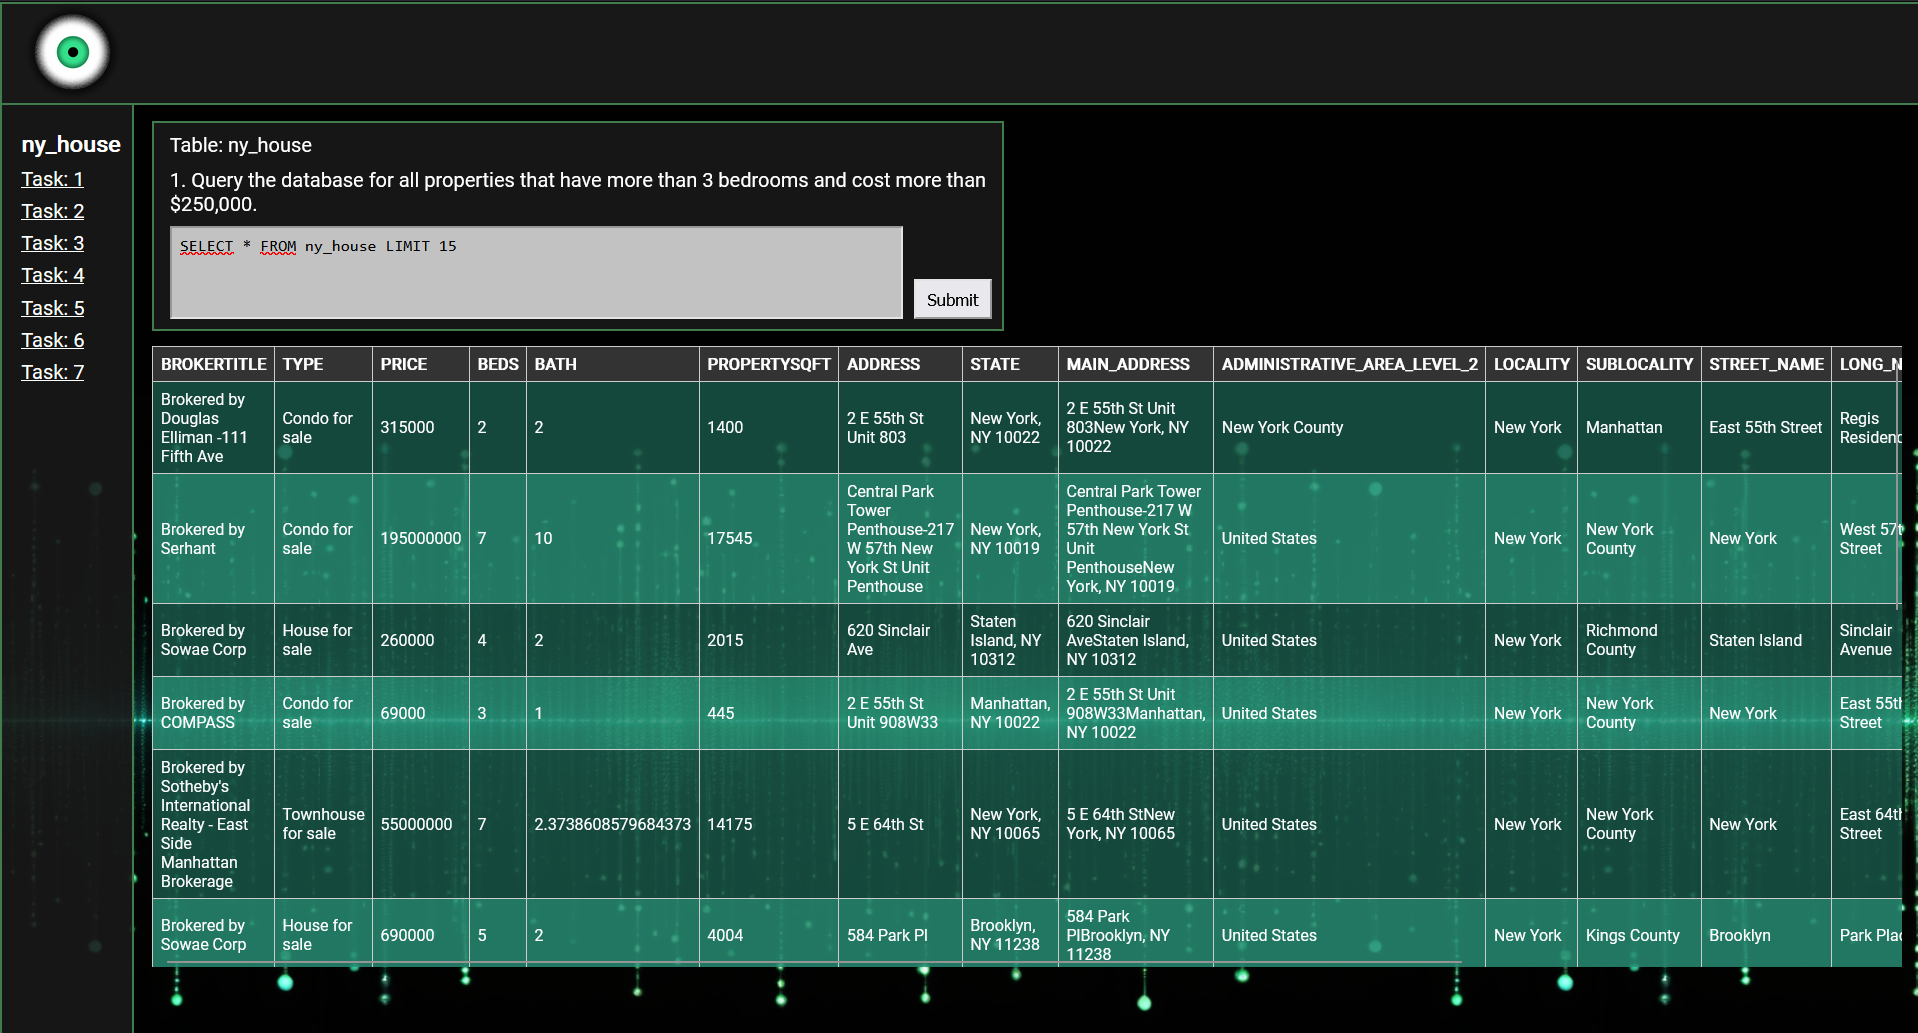 ny_house
Task: 1
Task: 2
Task: 3
Task: 4
Task: 5
Task: 6
Task: 7
Table: ny_house
1. Query the database for all properties that have more than 3 bedrooms and cost more than
$250,000.
SELECT * FROM ny_house LIMIT 15
Submit
BROKERTITLE TYPE PRICE BEDS BATH PROPERTYSQFT ADDRESS STATE MAIN_ADDRESS ADMINISTRATIVE_AREA_LEVEL_2 LOCALITY SUBLOCALITY STREET_NAME LONG_N
Brokered by
Douglas
Elliman -111
Fifth Ave
Condo for
sale
315000
2
2
1400
2 E 55th St
Unit 803
New York,
NY 10022
2 E 55th St Unit
803New York, NY
10022
New York County
New York
Manhattan
East 55th Street
Regis
Residenc
Brokered by
Serhant
Condo for
sale
195000000
7
10
17545
Central Park
Tower
Penthouse-217
W 57th New
York St Unit
Penthouse
New York,
NY 10019
Central Park Tower
Penthouse-217 W
57th New York St
Unit
PenthouseNew
York, NY 10019
United States
New York
New York
County
New York
West 57t
Street
Brokered by
Sowae Corp
House for
sale
260000
4
2
2015
620 Sinclair
Ave
Staten
Island, NY
10312
620 Sinclair
AveStaten Island,
NY 10312
United States
New York
Richmond
County
Staten Island
Sinclair
Avenue
Brokered by
COMPASS
Condo for
sale
69000
3
1
445
2 E 55th St
Unit 908W33
Manhattan,
NY 10022
2 E 55th St Unit
908W33Manhattan,
NY 10022
United States
New York
New York
County
New York
East 55th
Street
Brokered by
Sotheby's
International
Realty - East
Side
Manhattan
Brokerage
Townhouse
for sale
55000000
7
2.3738608579684373
14175
5 E 64th St
New York,
NY 10065
5 E 64th StNew
York, NY 10065
United States
New York
New York
County
New York
East 64th
Street
Brokered by
Sowae Corp
House for
sale
690000
5
2
4004
584 Park Pl
Brooklyn,
NY 11238
584 Park
PlBrooklyn, NY
11238
United States
New York
Kings County
Brooklyn
Park Plac